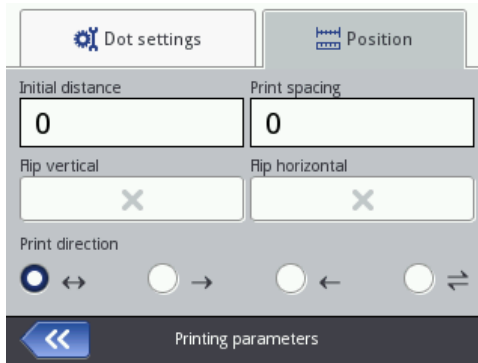 Dot settings
Position
Initial distance
Print spacing
0
0
Flip vertical
Flip horizontal
Print direction
↔
→
←
⇌
Printing parameters